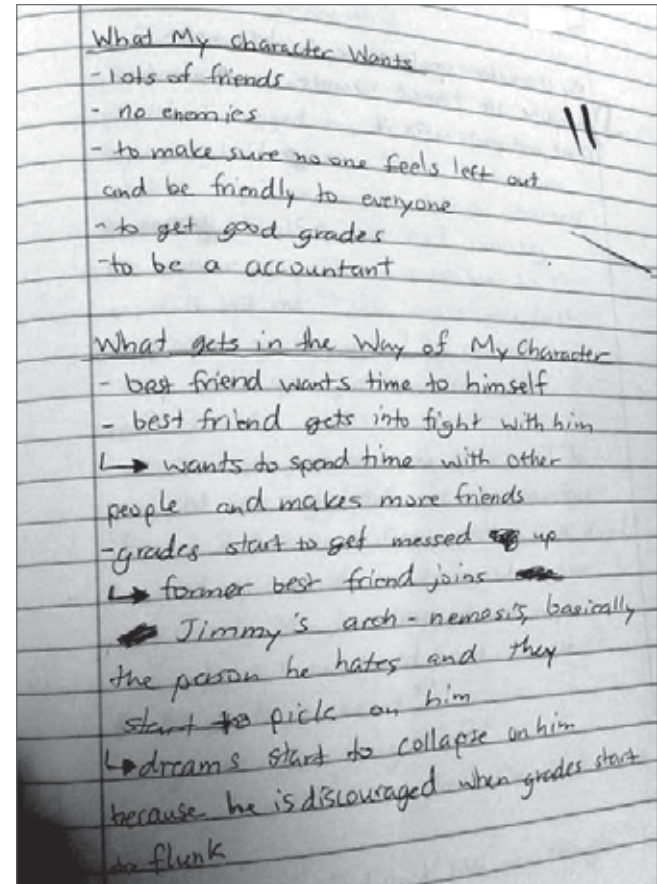 What My Character Wants
- lots of friends
- no enemies
- to make sure no one feels left out
and be friendly to everyone
- to get good grades
- to be a accountant
What gets in the Way of My Character
- best friend wants time to himself
- best friend gets into fight with him
↳ wants to spend time with other
people and makes more friends
- grades start to get messed up
↳ former best friend joins
Jimmy's arch-nemesis, basically
the person he hates and they
start to pick on him
↳ dreams start to collapse on him
because he is discouraged when grades start
to flunk